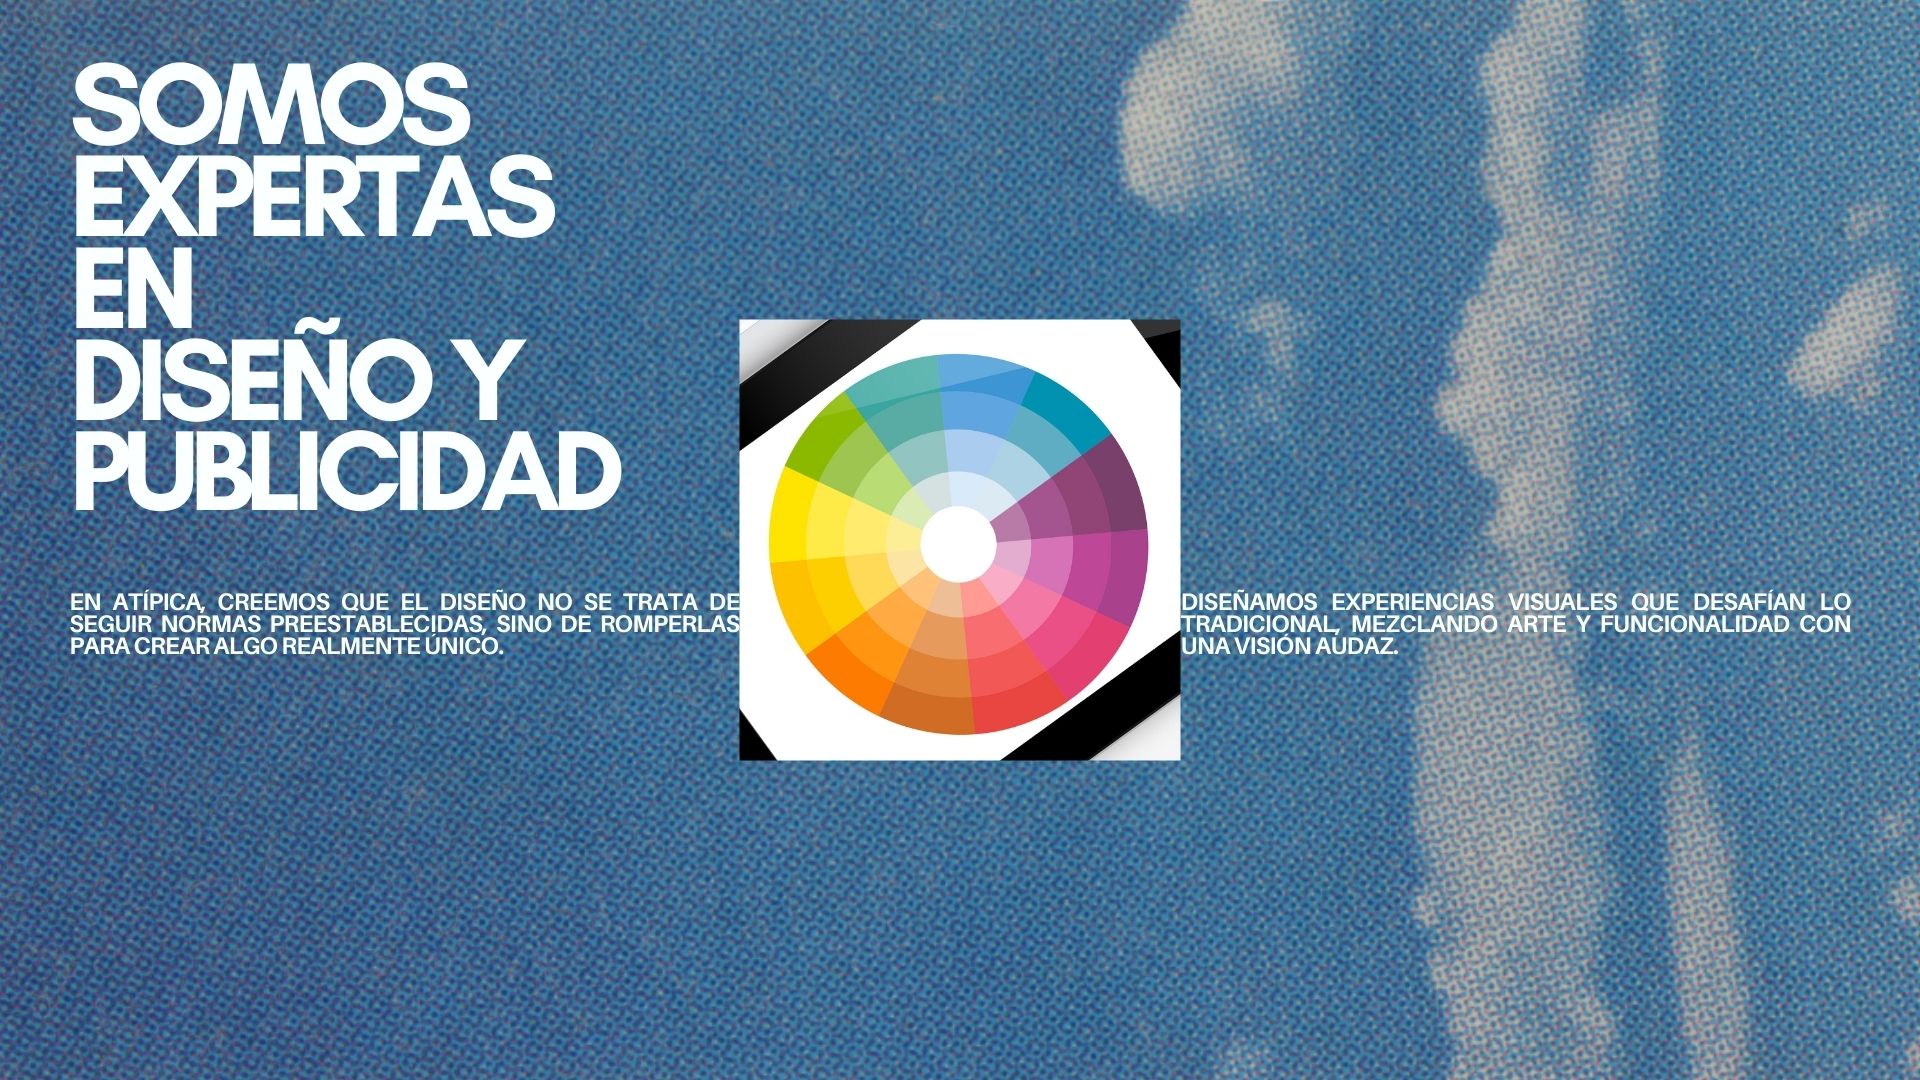 SOMOS
EXPERTAS
EN
DISEÑO Y
PUBLICIDAD
EN ATÍPICA, CREEMOS QUE EL DISEÑO NO SE TRATA DE
SEGUIR NORMAS PREESTABLECIDAS, SINO DE ROMPERLAS
PARA CREAR ALGO REALMENTE ÚNICO.
DISEÑAMOS EXPERIENCIAS VISUALES QUE DESAFÍAN LO
TRADICIONAL, MEZCLANDO ARTE Y FUNCIONALIDAD CON
UNA VISIÓN AUDAZ.